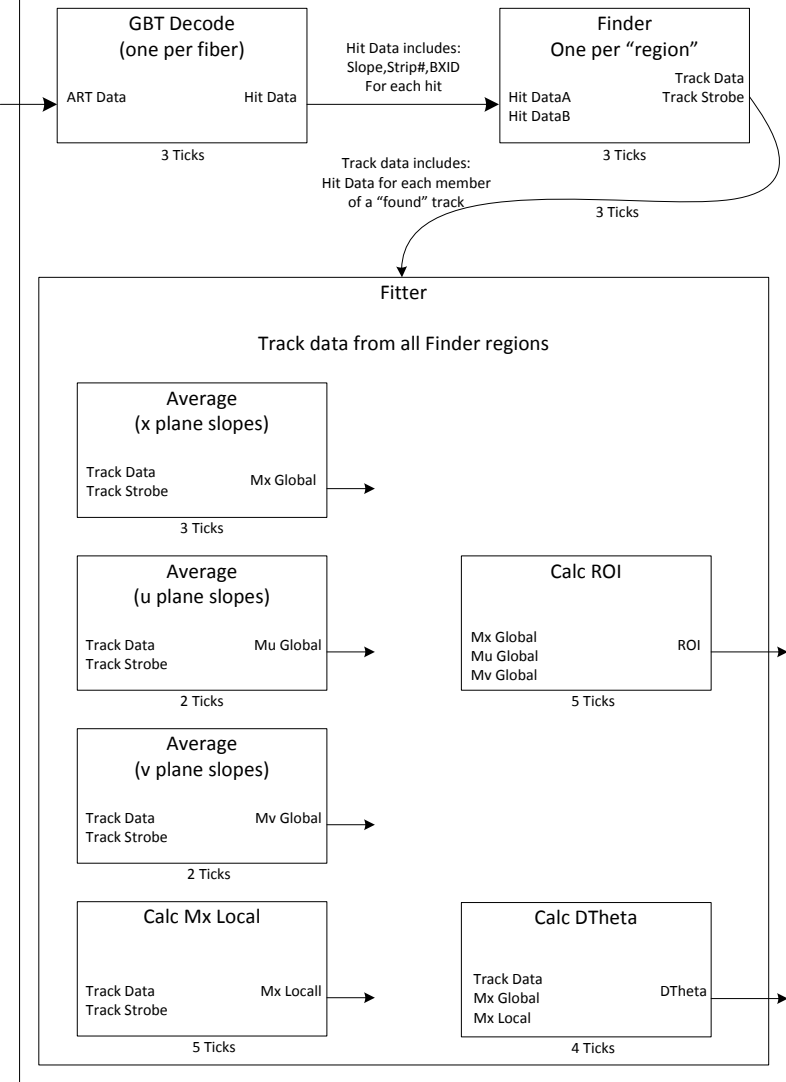 GBT Decode
(one per fiber)
ART Data
Hit Data
3 Ticks
Hit Data includes:
Slope,Strip#,BXID
For each hit
Finder
One per “region”
Track Data
Track Strobe
Hit DataA
Hit DataB
3 Ticks
Track data includes:
Hit Data for each member
of a “found” track
3 Ticks
Fitter
Track data from all Finder regions
Average
(x plane slopes)
Track Data
Track Strobe
Mx Global
3 Ticks
Average
(u plane slopes)
Track Data
Track Strobe
Mu Global
2 Ticks
Calc ROI
Mx Global
Mu Global
Mv Global
ROI
5 Ticks
Average
(v plane slopes)
Track Data
Track Strobe
Mv Global
2 Ticks
Calc Mx Local
Track Data
Track Strobe
Mx Locall
5 Ticks
Calc DTheta
Track Data
Mx Global
Mx Local
DTheta
4 Ticks